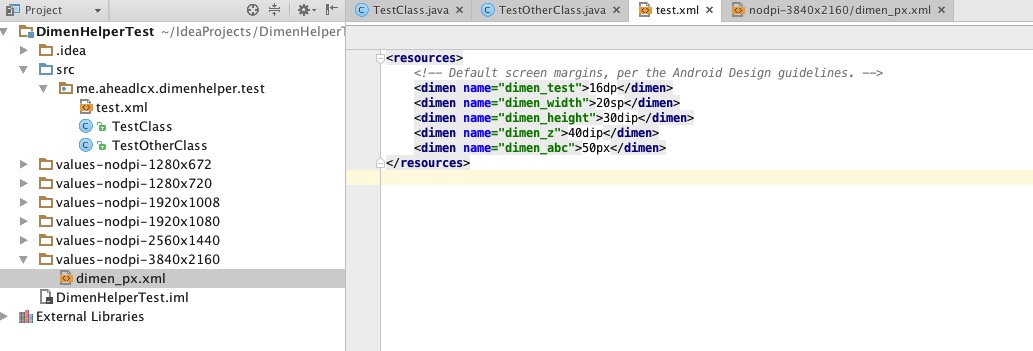 Project
TestClass.java
TestOtherClass.java
test.xml
nodpi-3840x2160/dimen_px.xml
DimenHelperTest ~/IdeaProjects/DimenHelperT
.idea
src
me.aheadlcx.dimenhelper.test
test.xml
TestClass
TestOtherClass
values-nodpi-1280x672
values-nodpi-1280x720
values-nodpi-1920x1008
values-nodpi-1920x1080
values-nodpi-2560x1440
values-nodpi-3840x2160
dimen_px.xml
DimenHelperTest.iml
External Libraries
<resources>
<!-- Default screen margins, per the Android Design guidelines. -->
<dimen name="dimen_test">16dp</dimen>
<dimen name="dimen_width">20sp</dimen>
<dimen name="dimen_height">30dip</dimen>
<dimen name="dimen_z">40dip</dimen>
<dimen name="dimen_abc">50px</dimen>
</resources>